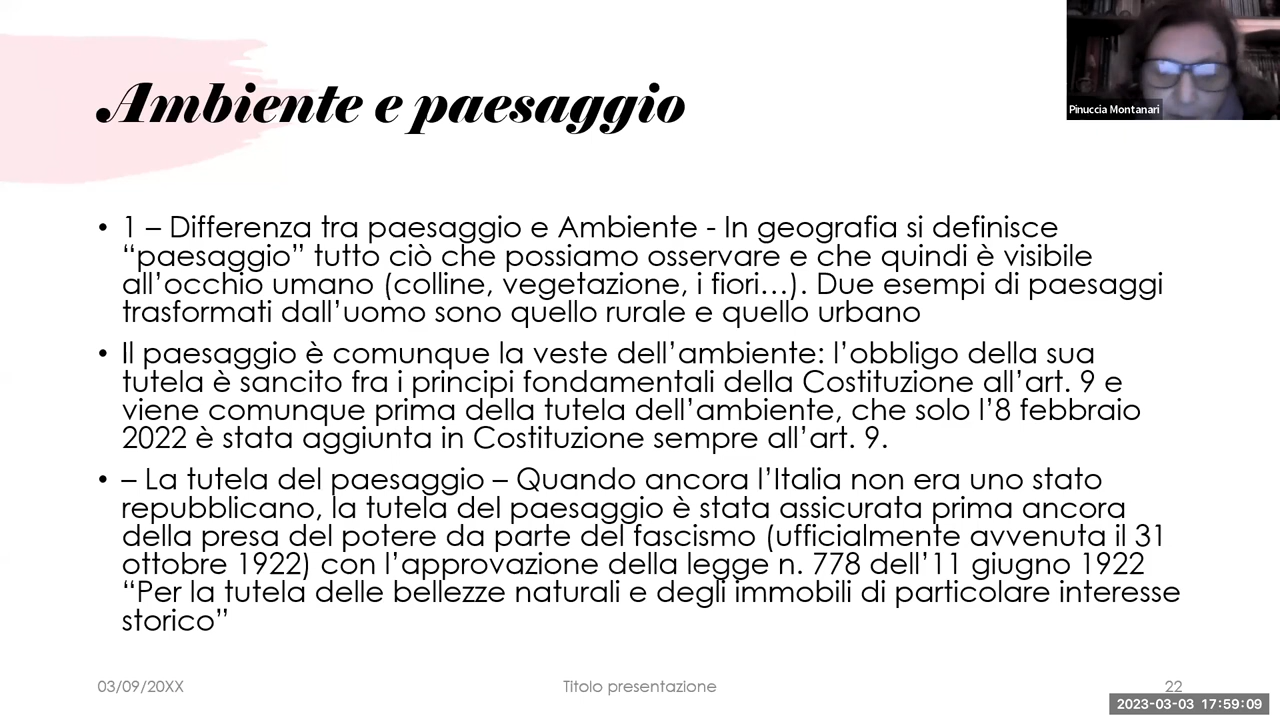 Ambiente e paesaggio
Pinuccia Montanari
• 1 – Differenza tra paesaggio e Ambiente - In geografia si definisce
“paesaggio” tutto ciò che possiamo osservare e che quindi è visibile
all’occhio umano (colline, vegetazione, i fiori…). Due esempi di paesaggi
trasformati dall’uomo sono quello rurale e quello urbano
• Il paesaggio è comunque la veste dell’ambiente: l’obbligo della sua
tutela è sancito fra i principi fondamentali della Costituzione all’art. 9 e
viene comunque prima della tutela dell’ambiente, che solo l’8 febbraio
2022 è stata aggiunta in Costituzione sempre all’art. 9.
• – La tutela del paesaggio – Quando ancora l’Italia non era uno stato
repubblicano, la tutela del paesaggio è stata assicurata prima ancora
della presa del potere da parte del fascismo (ufficialmente avvenuta il 31
ottobre 1922) con l’approvazione della legge n. 778 dell’11 giugno 1922
“Per la tutela delle bellezze naturali e degli immobili di particolare interesse
storico”
03/09/20XX
Titolo presentazione
22
2023-03-03 17:59:09